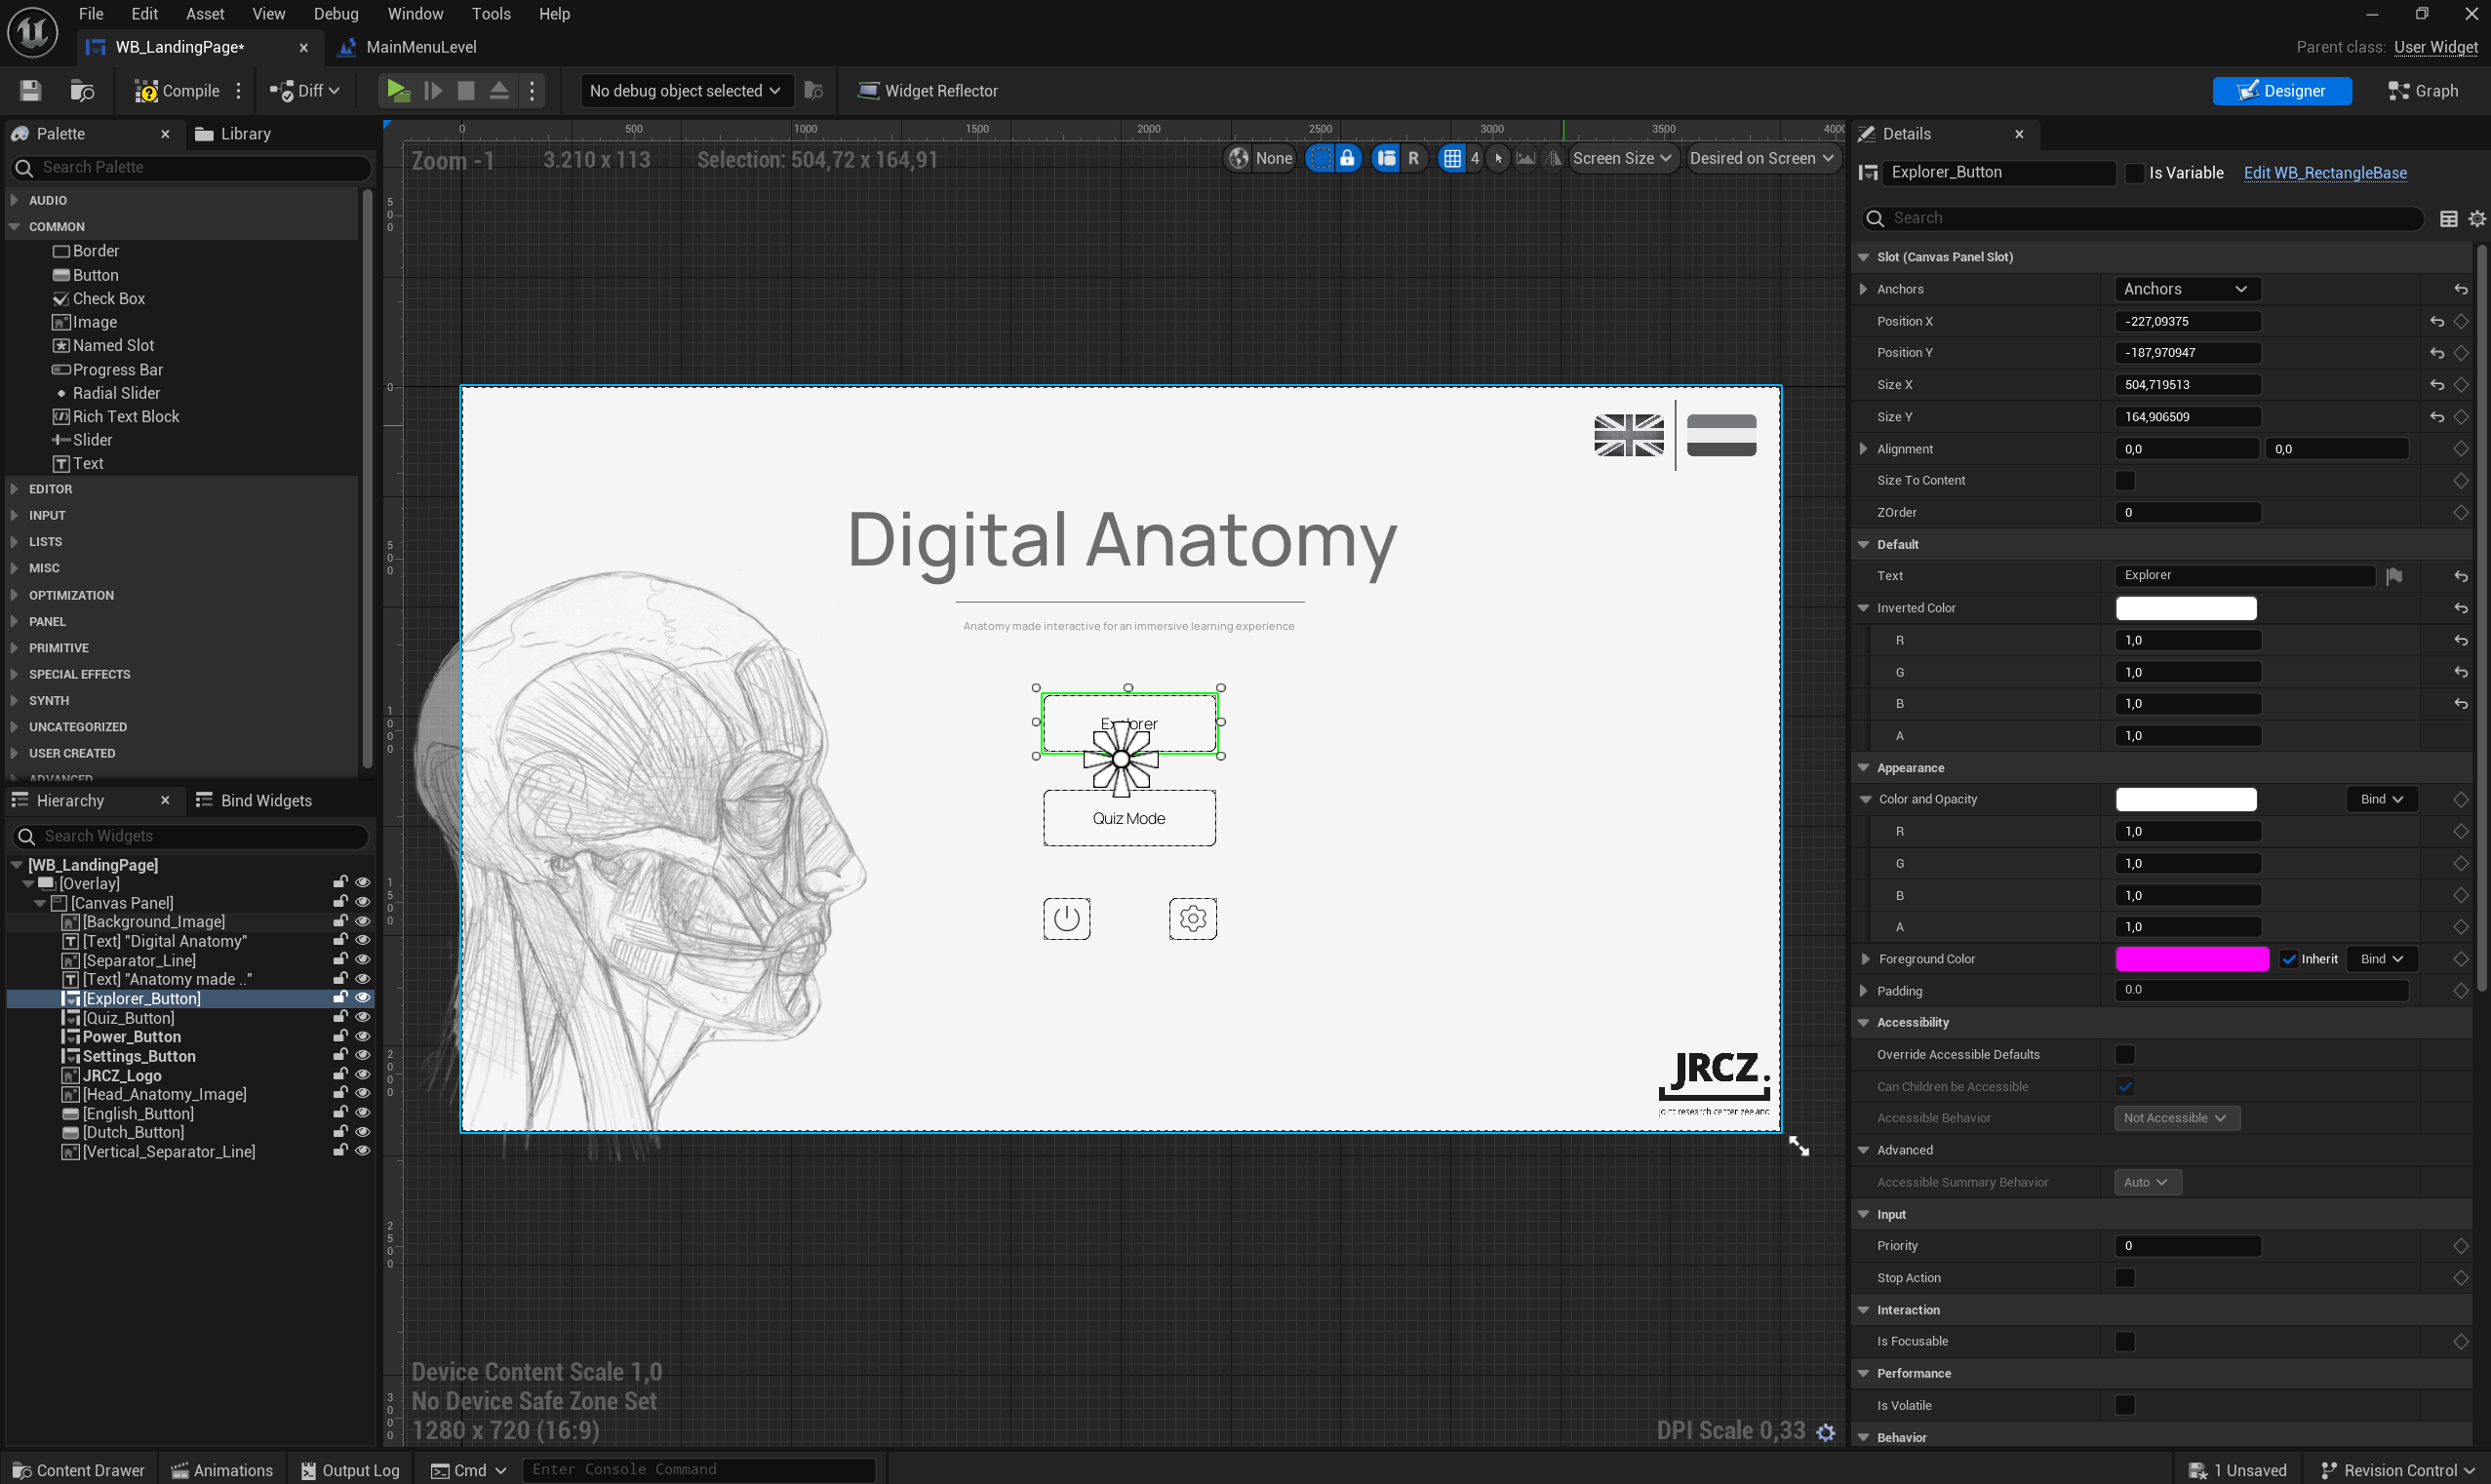 File Edit Asset View Debug Window Tools Help
WB_LandingPage*
MainMenuLevel
Parent class: User Widget
Compile
Diff
No debug object selected
Widget Reflector
Designer
Graph
Palette
Library
Search Palette
AUDIO
COMMON
Border
Button
Check Box
Image
Named Slot
Progress Bar
Radial Slider
Rich Text Block
Slider
Text
EDITOR
INPUT
LISTS
MISC
OPTIMIZATION
PANEL
PRIMITIVE
SPECIAL EFFECTS
SYNTH
UNCATEGORIZED
USER CREATED
ADVANCED
Hierarchy
Bind Widgets
Search Widgets
[WB_LandingPage]
[Overlay]
[Canvas Panel]
[Background_Image]
[Text] "Digital Anatomy"
[Separator_Line]
[Text] "Anatomy made .."
[Explorer_Button]
[Quiz_Button]
Power_Button
Settings_Button
JRCZ_Logo
[Head_Anatomy_Image]
[English_Button]
[Dutch_Button]
[Vertical_Separator_Line]
0 500 1000 1500 2000 2500 3000 3500 4000
Zoom -1 3.210 x 113 Selection: 504,72 x 164,91
None R 4 Screen Size Desired on Screen
500
0
500
1000
1500
2000
2500
3000
Digital Anatomy
Anatomy made interactive for an immersive learning experience
Explorer
Quiz Mode
JRCZ.
joint research center zeeland
Device Content Scale 1,0
No Device Safe Zone Set
1280 x 720 (16:9)
DPI Scale 0,33
Details
Explorer_Button
Is Variable
Edit WB_RectangleBase
Search
Slot (Canvas Panel Slot)
Anchors Anchors
Position X -227,09375
Position Y -187,970947
Size X 504,719513
Size Y 164,906509
Alignment 0,0 0,0
Size To Content
ZOrder 0
Default
Text Explorer
Inverted Color
R 1,0
G 1,0
B 1,0
A 1,0
Appearance
Color and Opacity Bind
R 1,0
G 1,0
B 1,0
A 1,0
Foreground Color Inherit Bind
Padding 0.0
Accessibility
Override Accessible Defaults
Can Children be Accessible
Accessible Behavior Not Accessible
Advanced
Accessible Summary Behavior Auto
Input
Priority 0
Stop Action
Interaction
Is Focusable
Performance
Is Volatile
Behavior
Content Drawer
Animations
Output Log
Cmd
Enter Console Command
1 Unsaved
Revision Control